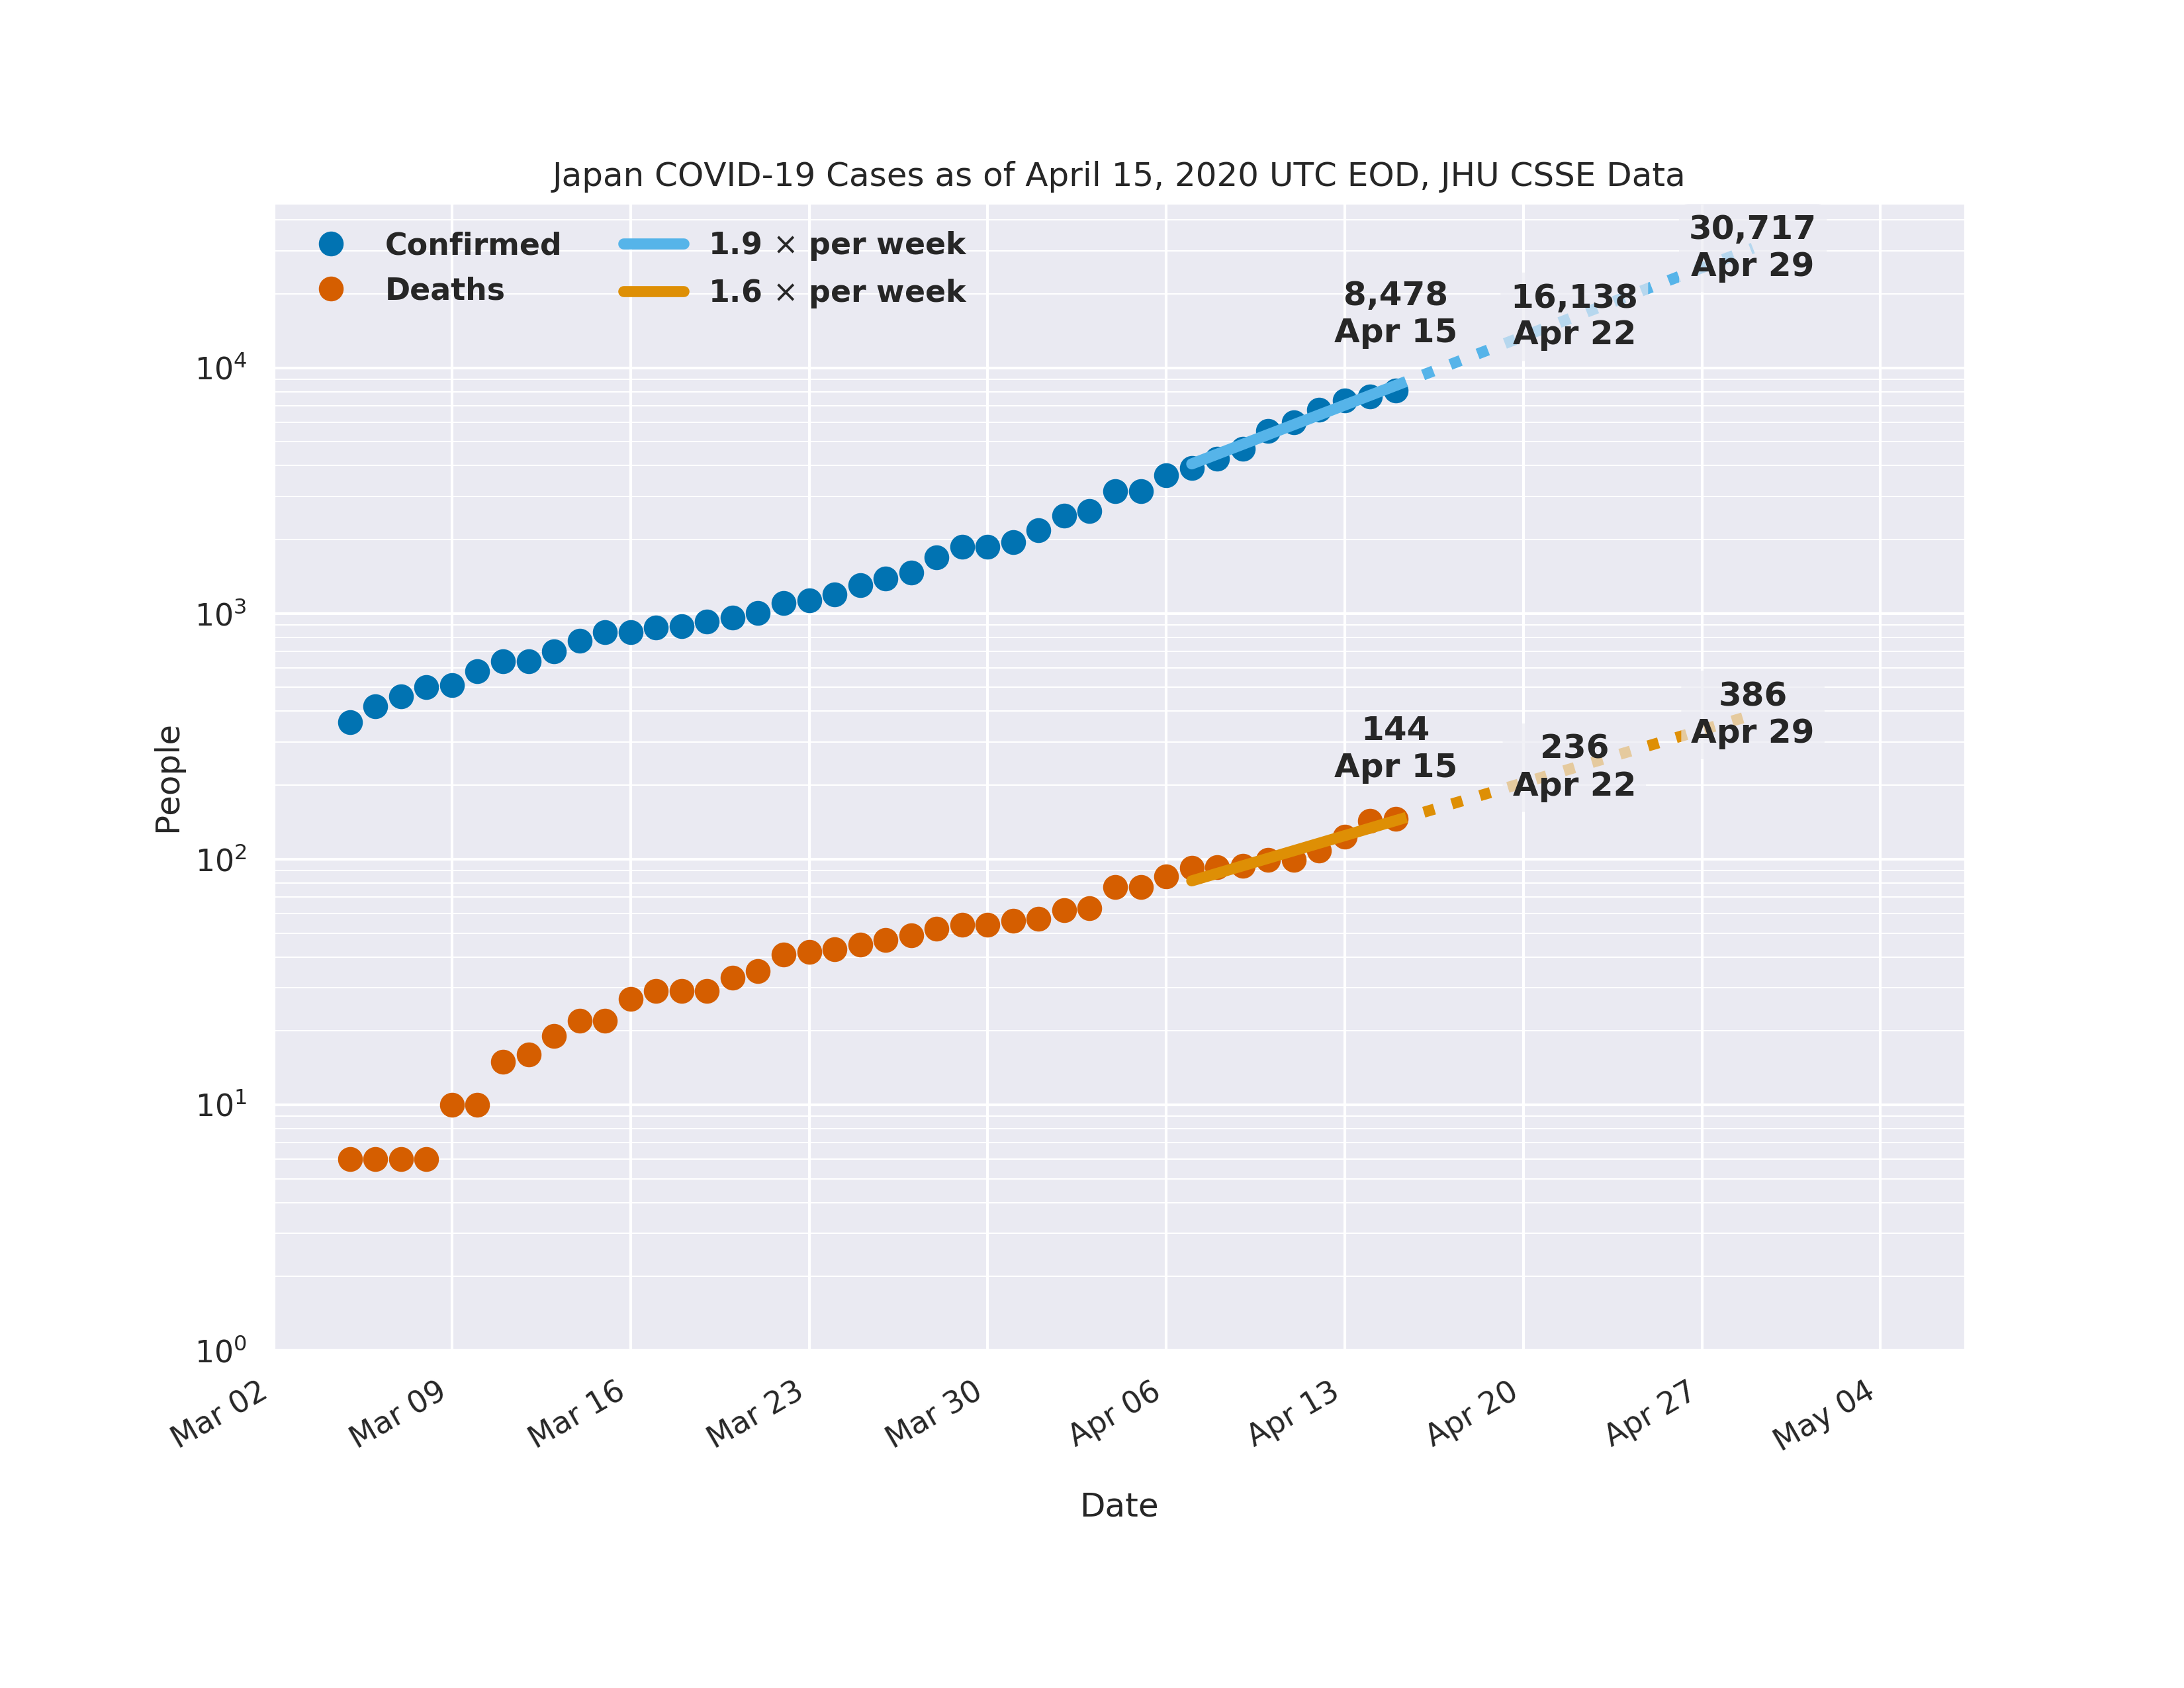 Japan COVID-19 Cases as of April 15, 2020 UTC EOD, JHU CSSE Data
Confirmed
Deaths
1.9 × per week
1.6 × per week
30,717
Apr 29
8,478
Apr 15
16,138
Apr 22
386
Apr 29
144
Apr 15
236
Apr 22
People
10⁴
10³
10²
10¹
10⁰
Mar 02
Mar 09
Mar 16
Mar 23
Mar 30
Apr 06
Apr 13
Apr 20
Apr 27
May 04
Date